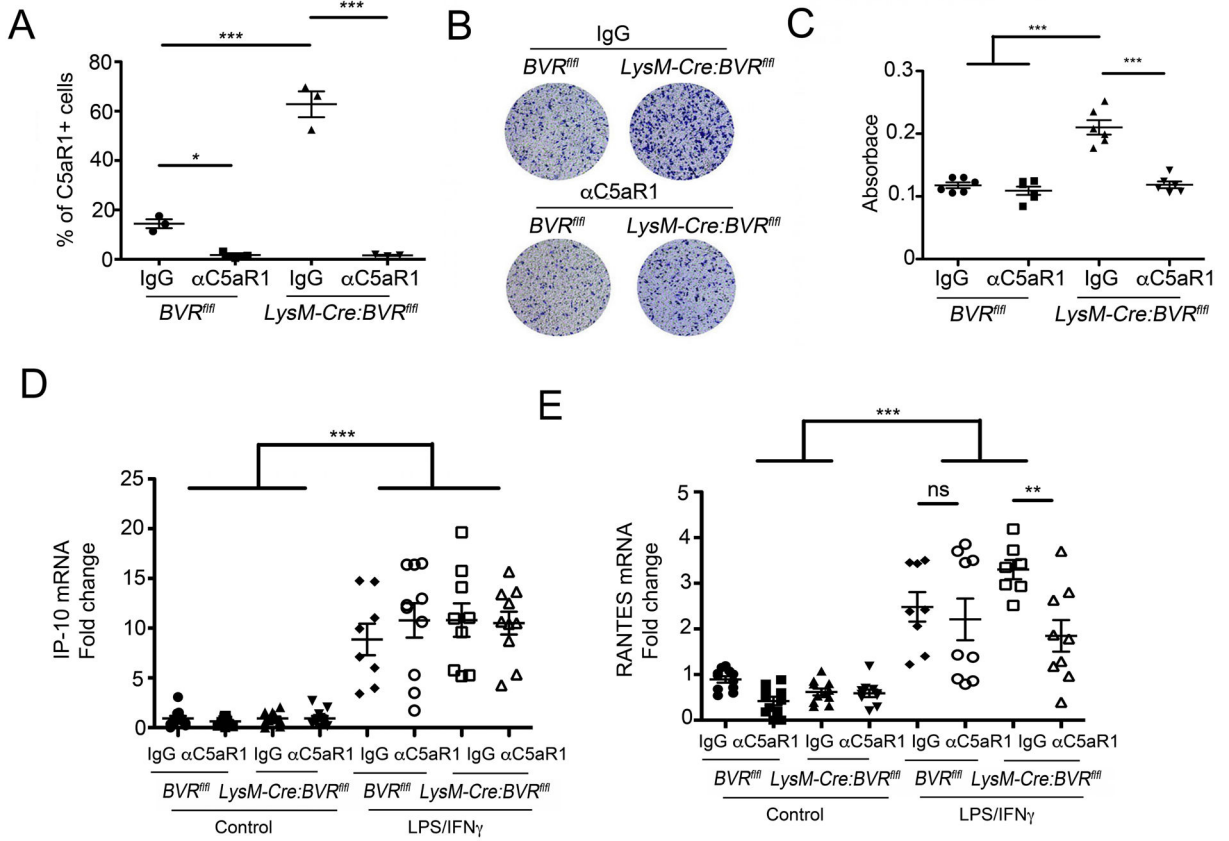 A
***
***
*
% of C5aR1+ cells
80
60
40
20
0
IgG αC5aR1 IgG αC5aR1
BVRfl/fl LysM-Cre:BVRfl/fl
B
IgG
BVRfl/fl LysM-Cre:BVRfl/fl
αC5aR1
BVRfl/fl LysM-Cre:BVRfl/fl
C
***
***
Absorbace
0.3
0.2
0.1
0
IgG αC5aR1 IgG αC5aR1
BVRfl/fl LysM-Cre:BVRfl/fl
D
***
IP-10 mRNA
Fold change
25
20
15
10
5
0
IgG αC5aR1 IgG αC5aR1 IgG αC5aR1 IgG αC5aR1
BVRfl/fl LysM-Cre:BVRfl/fl BVRfl/fl LysM-Cre:BVRfl/fl
Control LPS/IFNγ
E
***
ns **
RANTES mRNA
Fold change
5
4
3
2
1
0
IgG αC5aR1 IgG αC5aR1 IgG αC5aR1 IgG αC5aR1
BVRfl/fl LysM-Cre:BVRfl/fl BVRfl/fl LysM-Cre:BVRfl/fl
Control LPS/IFNγ